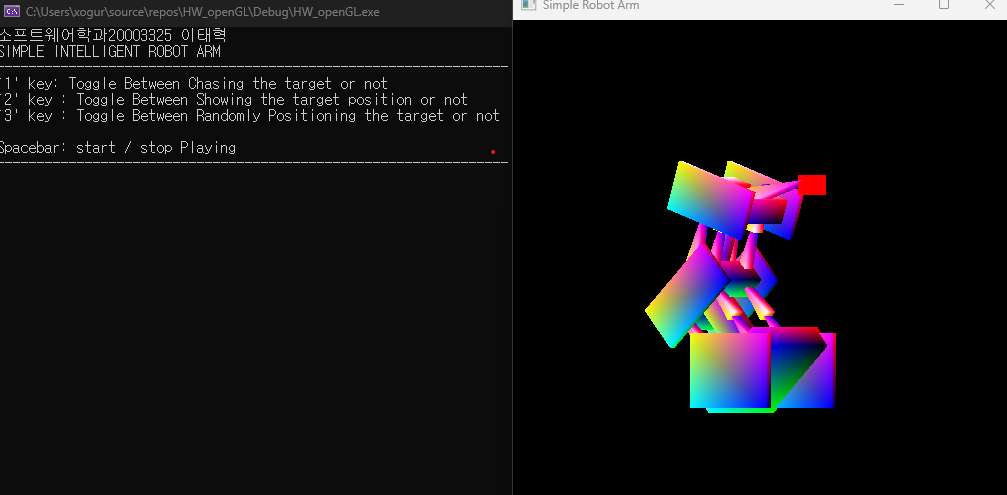 C:\Users\xogur\source\repos\HW_openGL\Debug\HW_openGL.exe
소프트웨어학과20003325 이태혁
SIMPLE INTELLIGENT ROBOT ARM
'1' key: Toggle Between Chasing the target or not
'2' key : Toggle Between Showing the target position or not
'3' key : Toggle Between Randomly Positioning the target or not
Spacebar: start / stop Playing
Simple Robot Arm